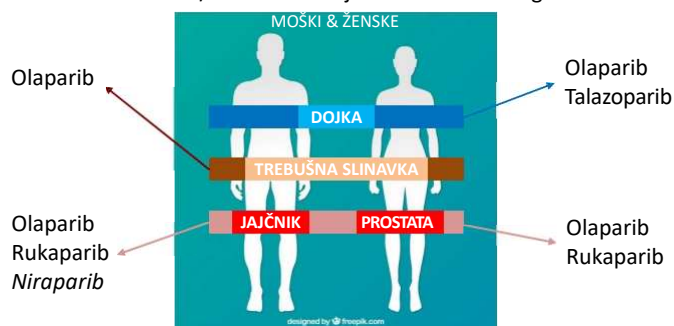 MOŠKI & ŽENSKE
Olaparib
Olaparib
Talazoparib
DOJKA
TREBUŠNA SLINAVKA
Olaparib
Rukaparib
Niraparib
JAJČNIK
PROSTATA
Olaparib
Rukaparib
designed by freepik.com